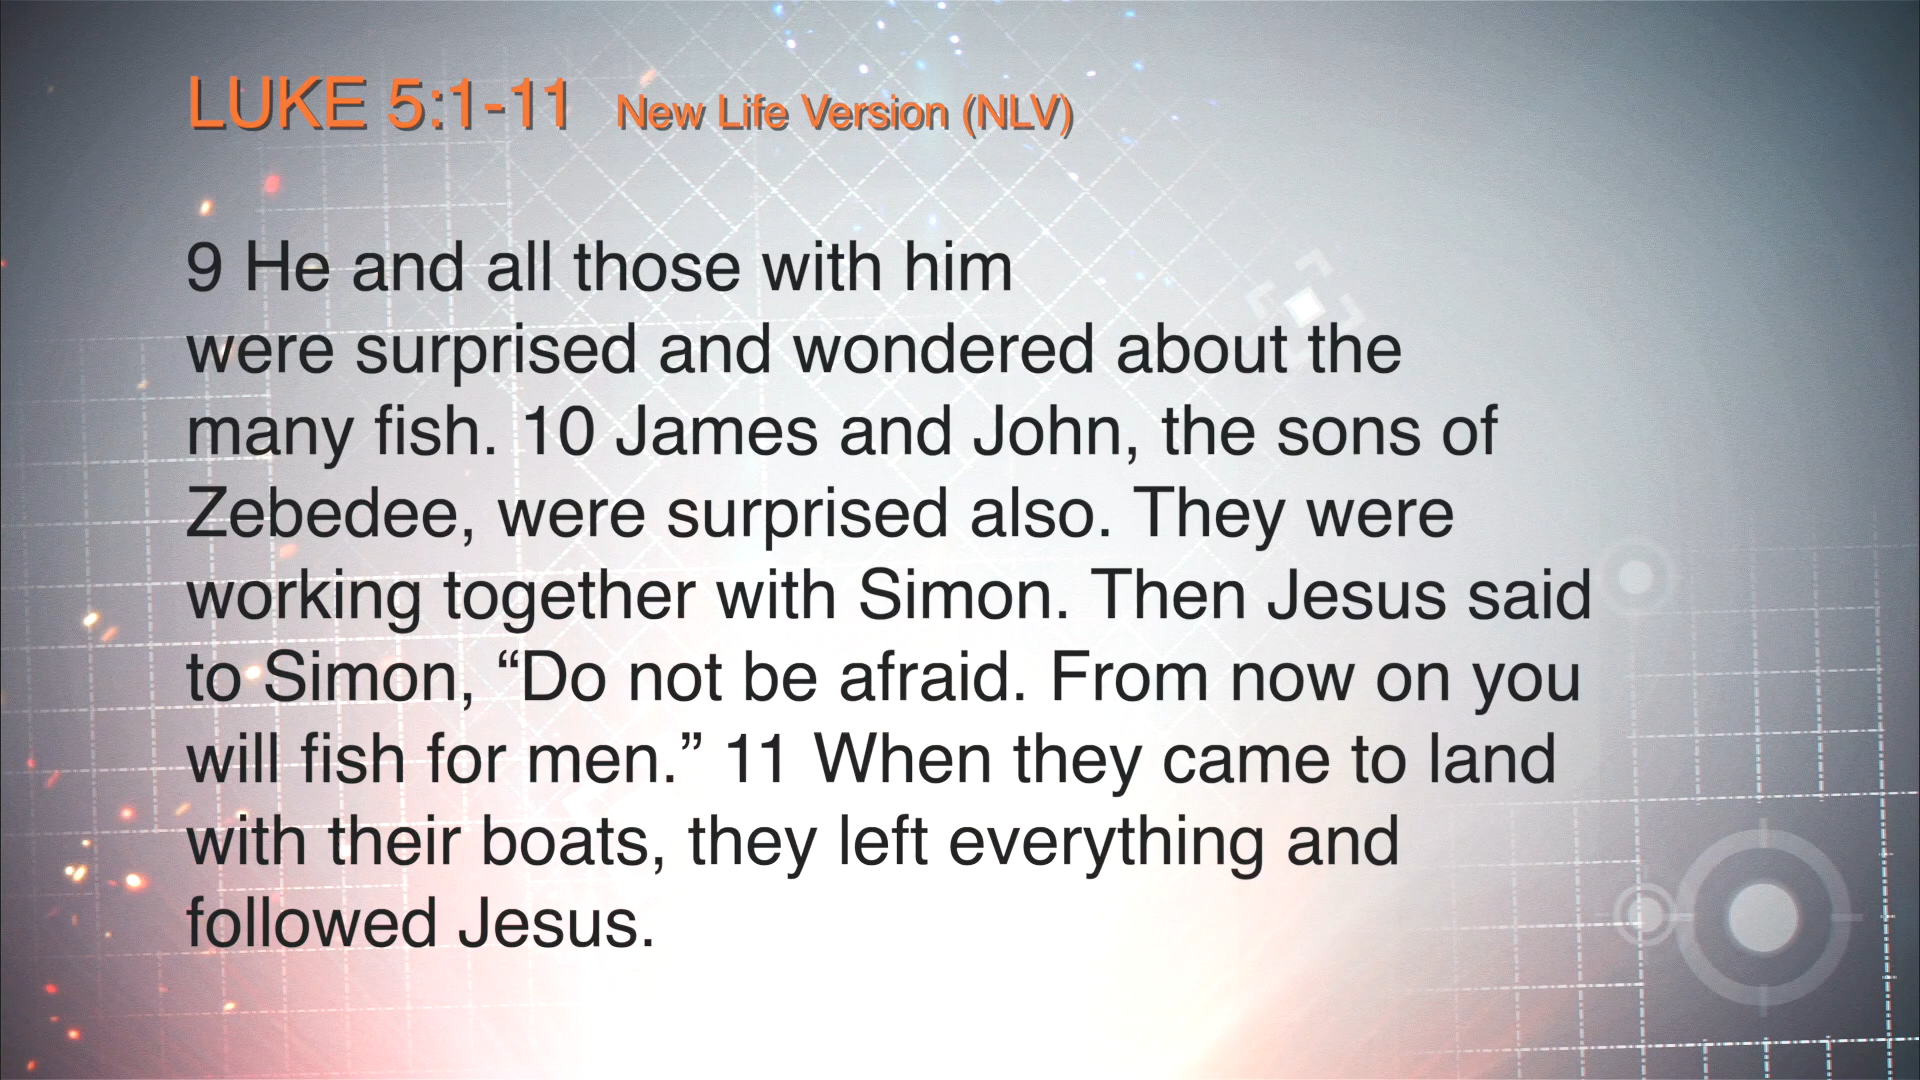 LUKE 5:1-11 New Life Version (NLV)
9 He and all those with him
were surprised and wondered about the
many fish. 10 James and John, the sons of
Zebedee, were surprised also. They were
working together with Simon. Then Jesus said
to Simon, “Do not be afraid. From now on you
will fish for men.” 11 When they came to land
with their boats, they left everything and
followed Jesus.